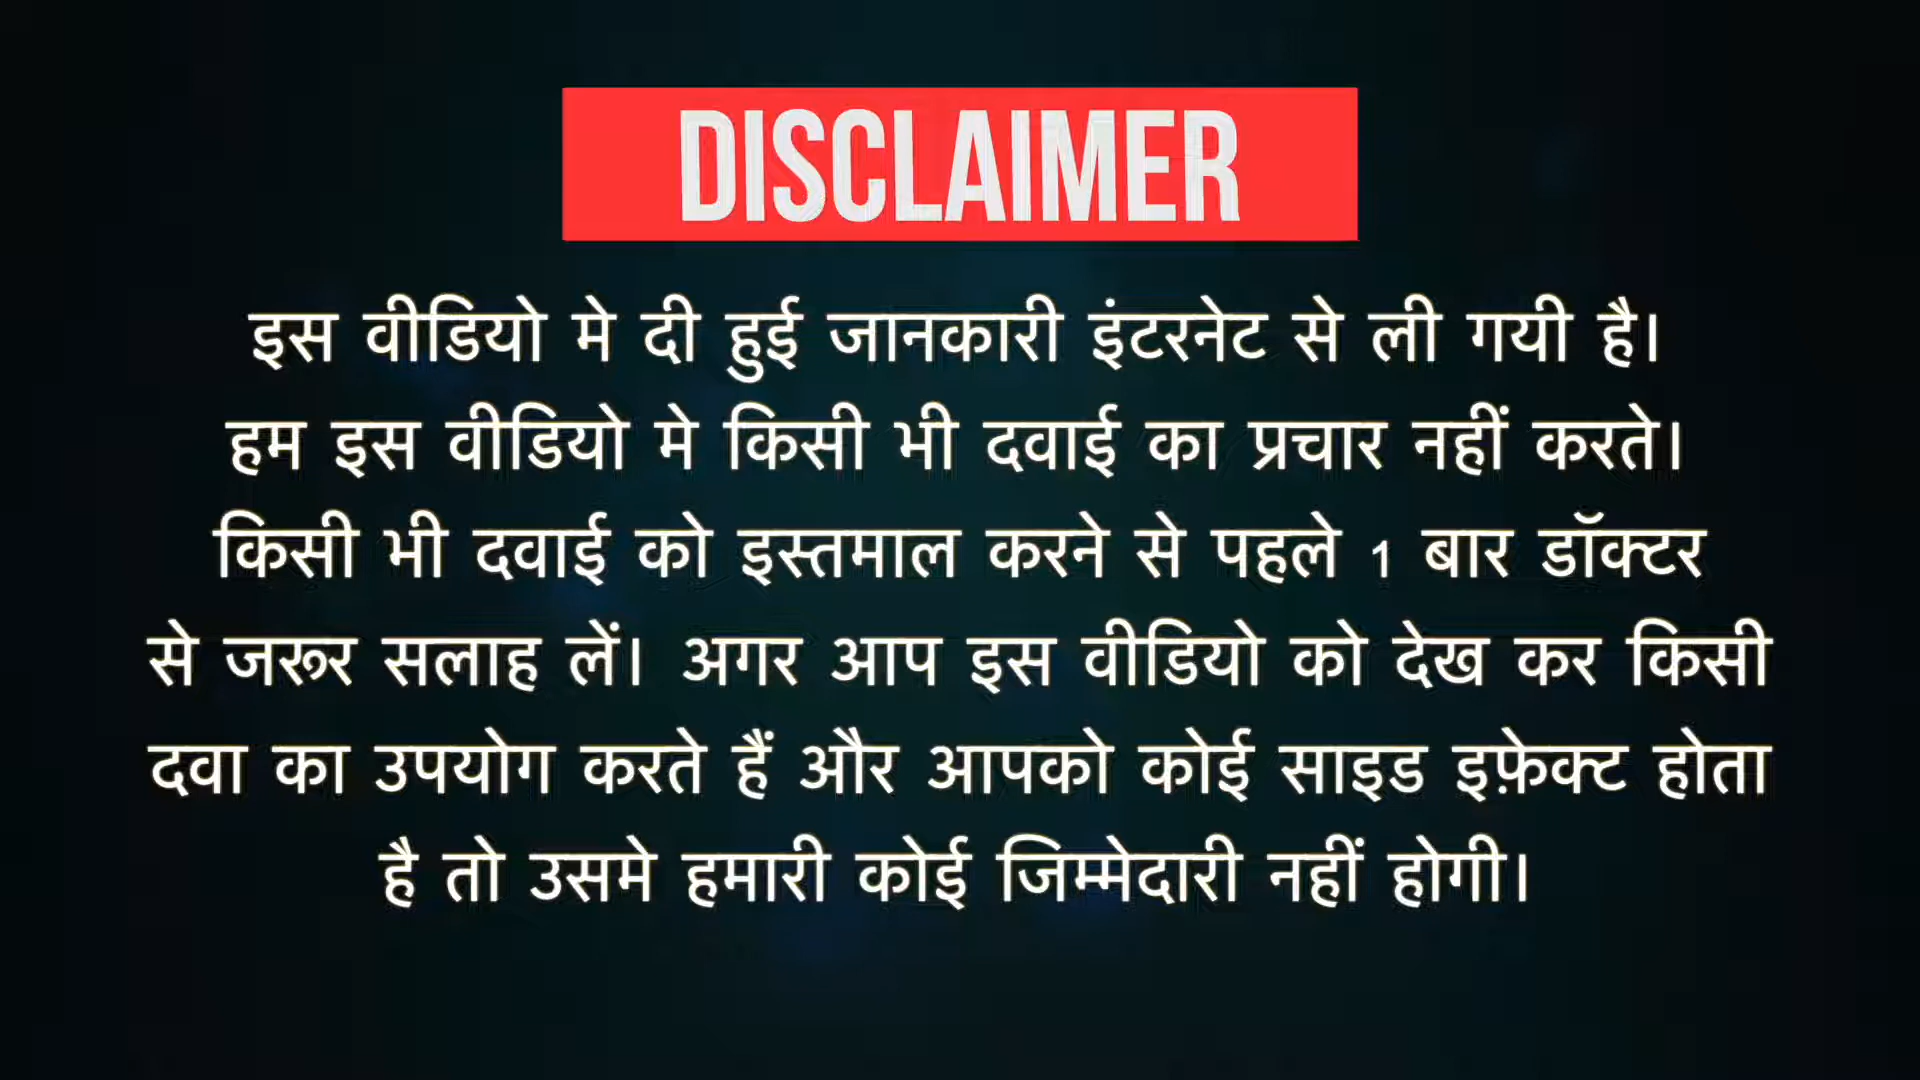 DISCLAIMER
इस वीडियो मे दी हुई जानकारी इंटरनेट से ली गयी है।
हम इस वीडियो मे किसी भी दवाई का प्रचार नहीं करते।
किसी भी दवाई को इस्तमाल करने से पहले 1 बार डॉक्टर
से जरूर सलाह लें। अगर आप इस वीडियो को देख कर किसी
दवा का उपयोग करते हैं और आपको कोई साइड इफ़ेक्ट होता
है तो उसमे हमारी कोई जिम्मेदारी नहीं होगी।